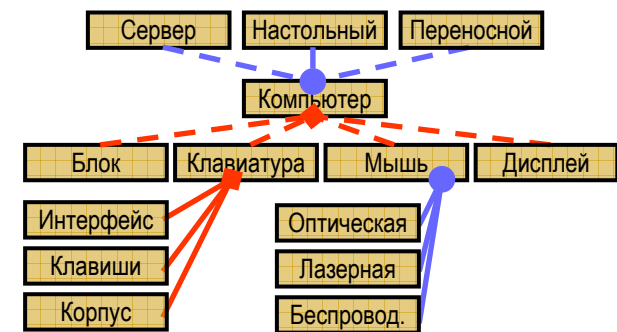 Сервер
Настольный
Переносной
Компьютер
Блок
Клавиатура
Мышь
Дисплей
Интерфейс
Клавиши
Корпус
Оптическая
Лазерная
Беспровод.